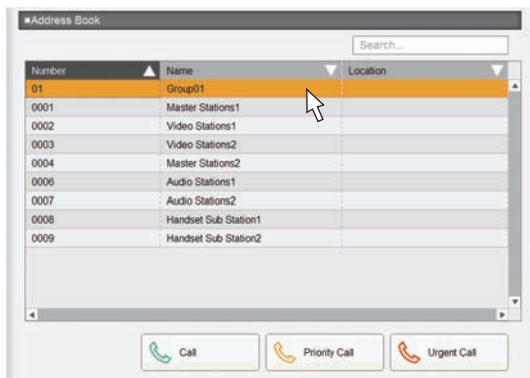 ■Address Book
Search...
Number Name Location
01 Group01
0001 Master Stations1
0002 Video Stations1
0003 Video Stations2
0004 Master Stations2
0006 Audio Stations1
0007 Audio Stations2
0008 Handset Sub Station1
0009 Handset Sub Station2
Call Priority Call Urgent Call